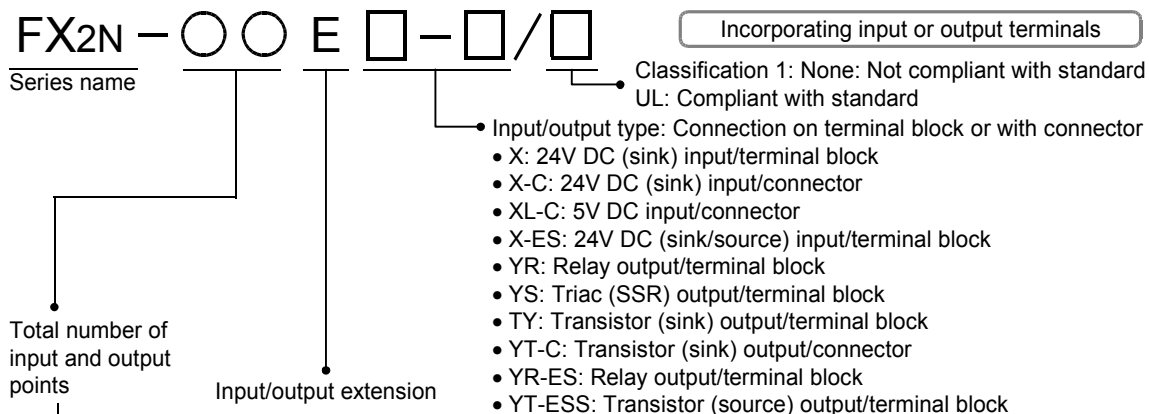 FX2N – ○○ E □ – □/□
Incorporating input or output terminals
Series name
Classification 1: None: Not compliant with standard
UL: Compliant with standard
Input/output type: Connection on terminal block or with connector
• X: 24V DC (sink) input/terminal block
• X-C: 24V DC (sink) input/connector
• XL-C: 5V DC input/connector
• X-ES: 24V DC (sink/source) input/terminal block
• YR: Relay output/terminal block
• YS: Triac (SSR) output/terminal block
• TY: Transistor (sink) output/terminal block
• YT-C: Transistor (sink) output/connector
• YR-ES: Relay output/terminal block
• YT-ESS: Transistor (source) output/terminal block
Total number of
input and output
points
Input/output extension